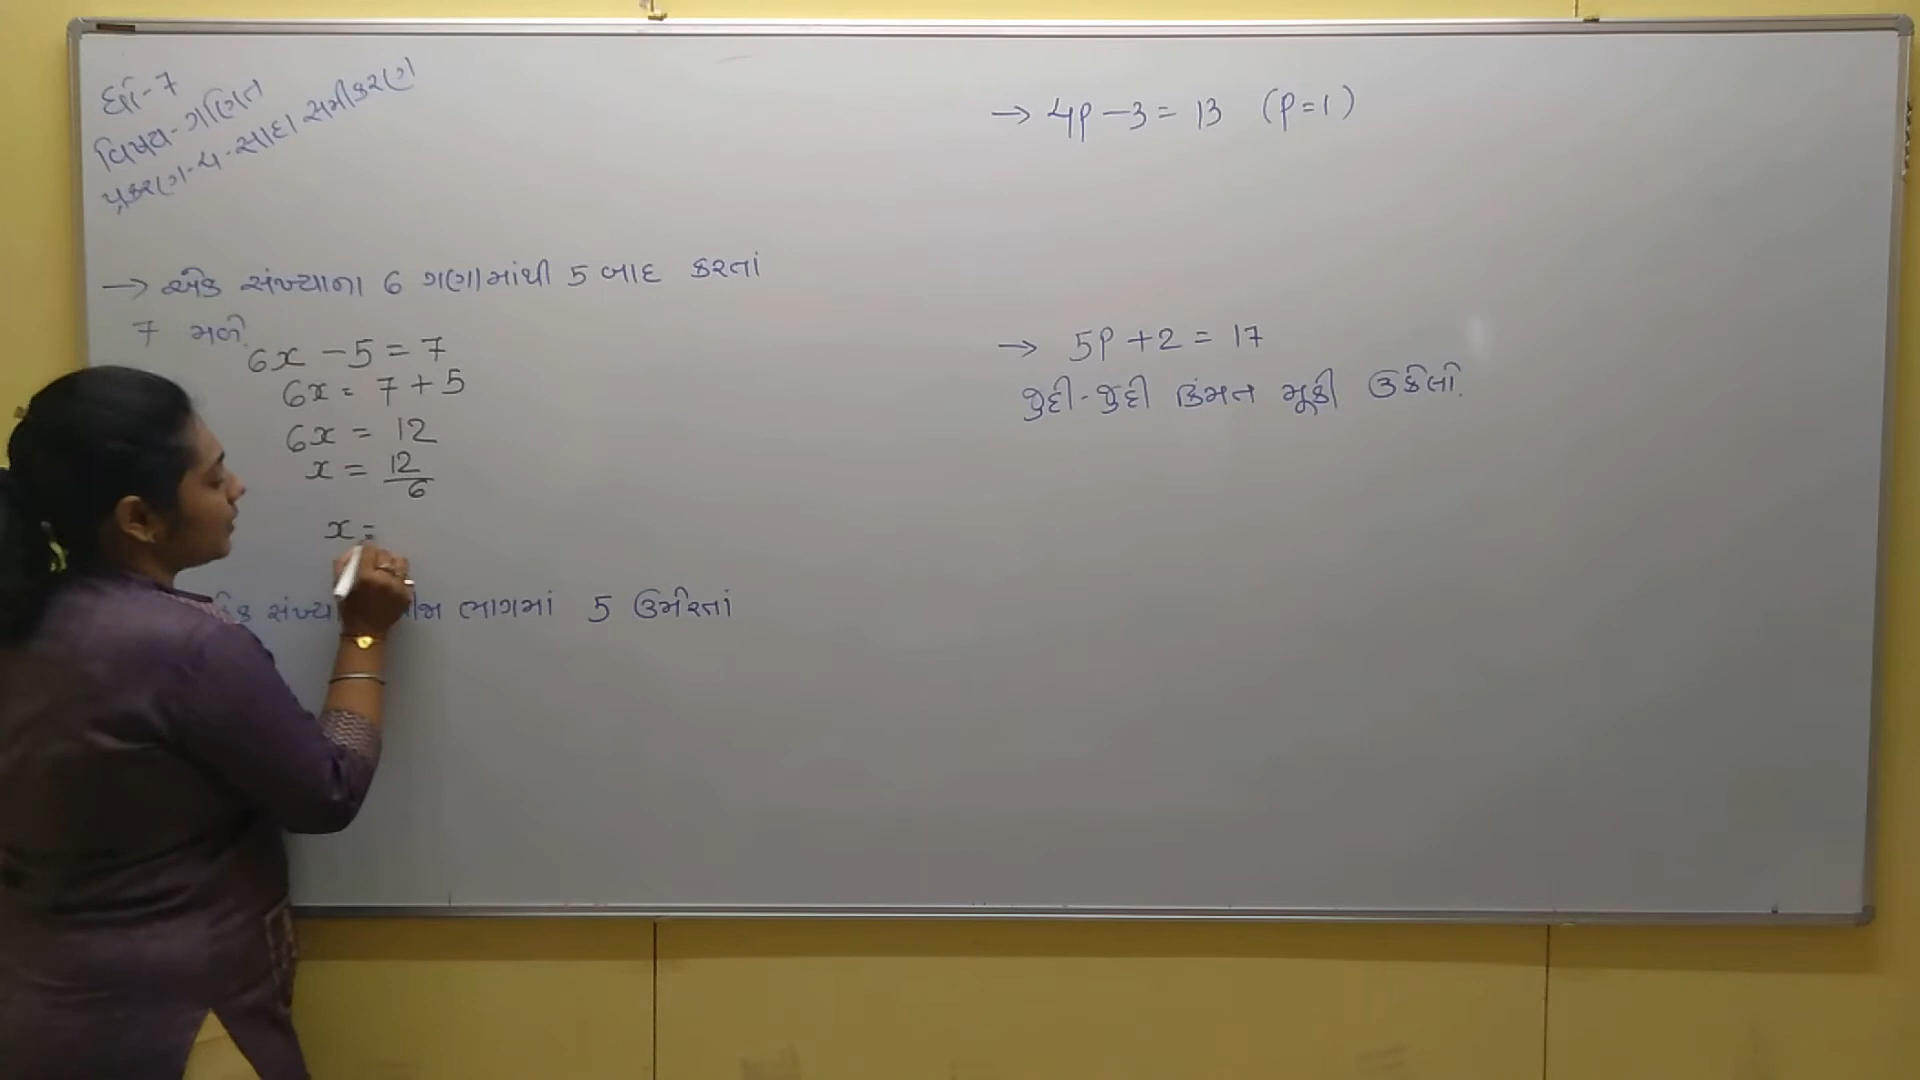 ધો-7
વિષય-ગણિત
પ્રકરણ-4-સાદા સમીકરણ
→ એક સંખ્યાના 6 ગણામાંથી 5 બાદ કરતાં
7 મળે.
6x - 5 = 7
6x = 7 + 5
6x = 12
x = 12/6
x =
સંખ્યા ભાગમાં 5 ઉમેરતાં
→ 4p - 3 = 13 (p = 1)
→ 5p + 2 = 17
જુદી-જુદી કિંમત મૂકી ઉકેલો.